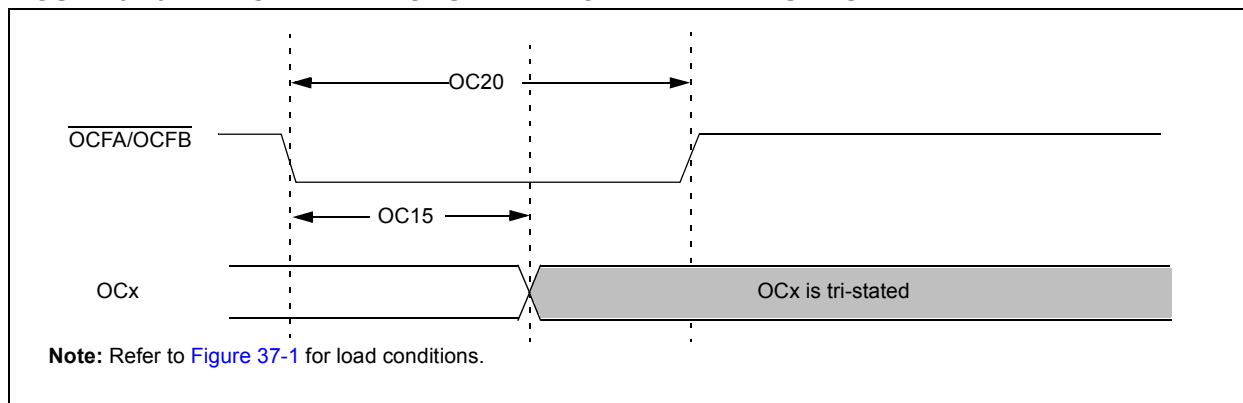 OC20
OCFA/OCFB
OC15
OCx
OCx is tri-stated
Note: Refer to Figure 37-1 for load conditions.